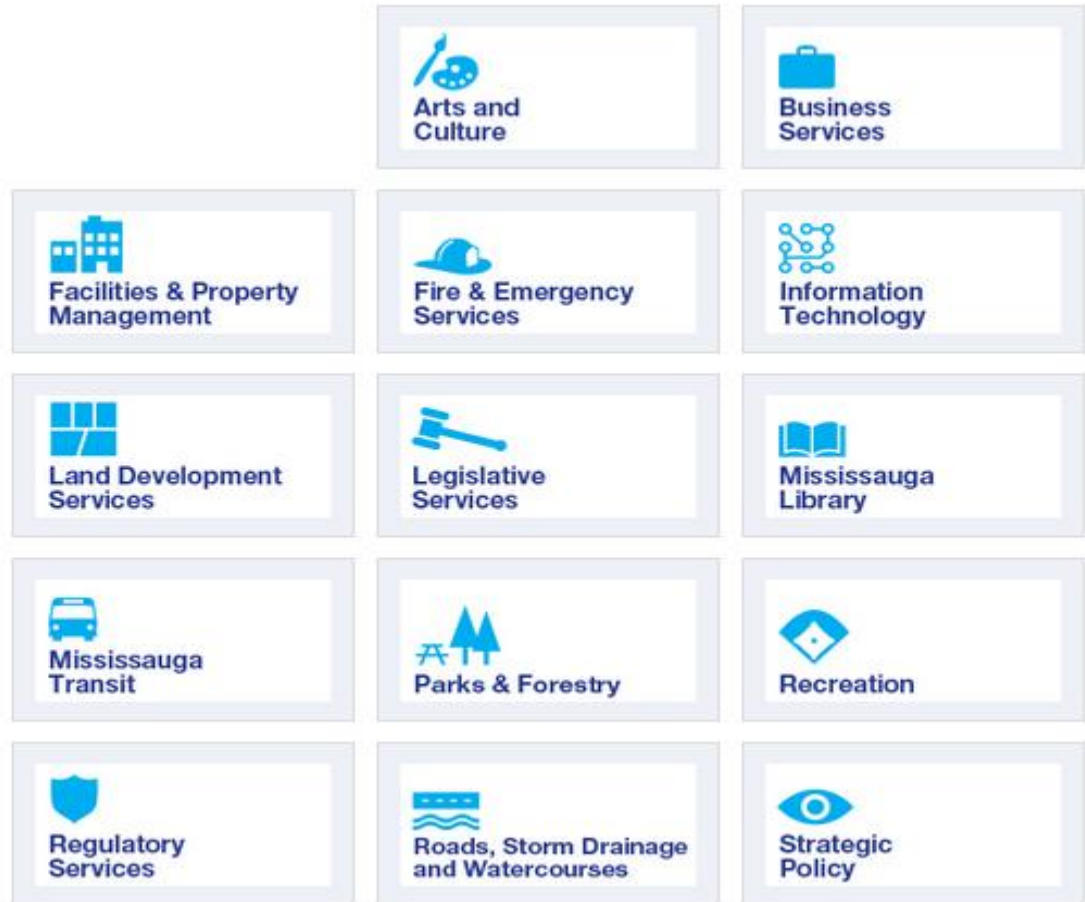 Arts and
Culture
Business
Services
Facilities & Property
Management
Fire & Emergency
Services
Information
Technology
Land Development
Services
Legislative
Services
Mississauga
Library
Mississauga
Transit
Parks & Forestry
Recreation
Regulatory
Services
Roads, Storm Drainage
and Watercourses
Strategic
Policy